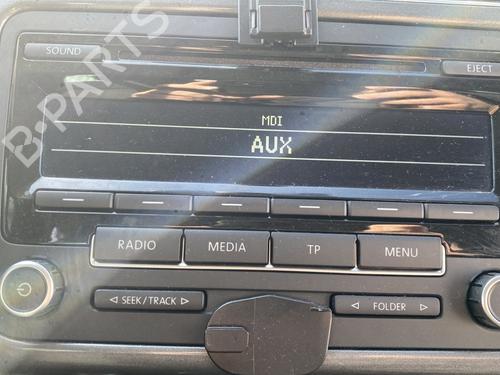 B-PARTS
SOUND
EJECT
MDI
AUX
RADIO
MEDIA
TP
MENU
◁ SEEK/TRACK ▷
◁ FOLDER ▷